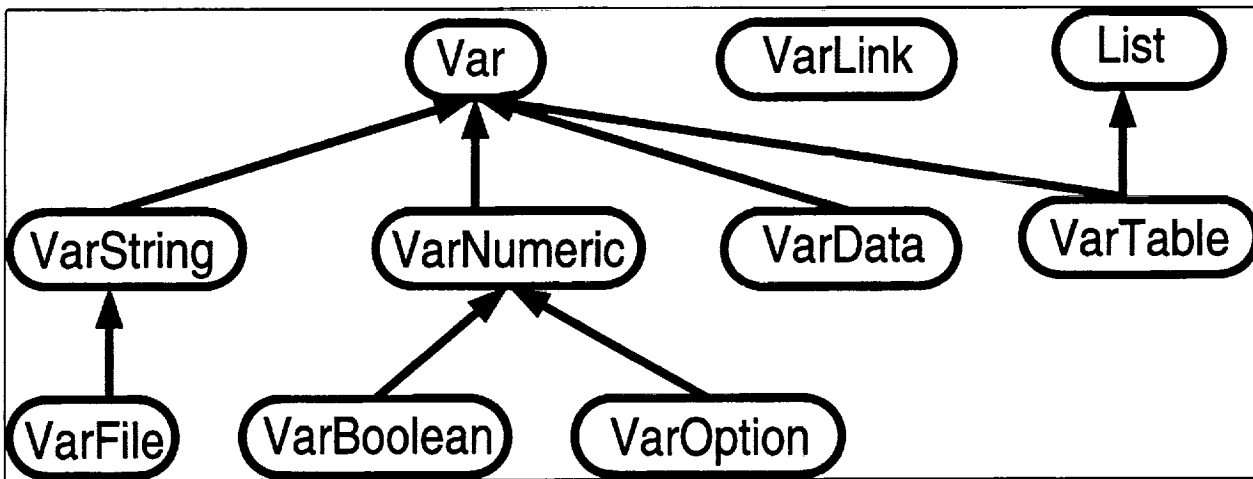 Var
VarLink
List
VarString
VarNumeric
VarData
VarTable
VarFile
VarBoolean
VarOption